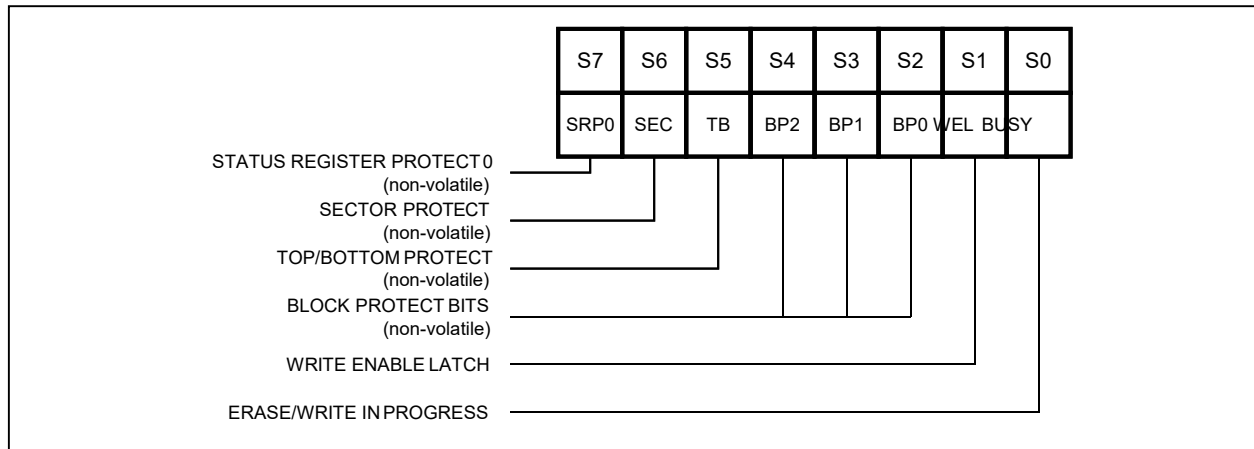 S7 S6 S5 S4 S3 S2 S1 S0
SRP0 SEC TB BP2 BP1 BP0 WEL BUSY
STATUS REGISTER PROTECT 0
(non-volatile)
SECTOR PROTECT
(non-volatile)
TOP/BOTTOM PROTECT
(non-volatile)
BLOCK PROTECT BITS
(non-volatile)
WRITE ENABLE LATCH
ERASE/WRITE IN PROGRESS